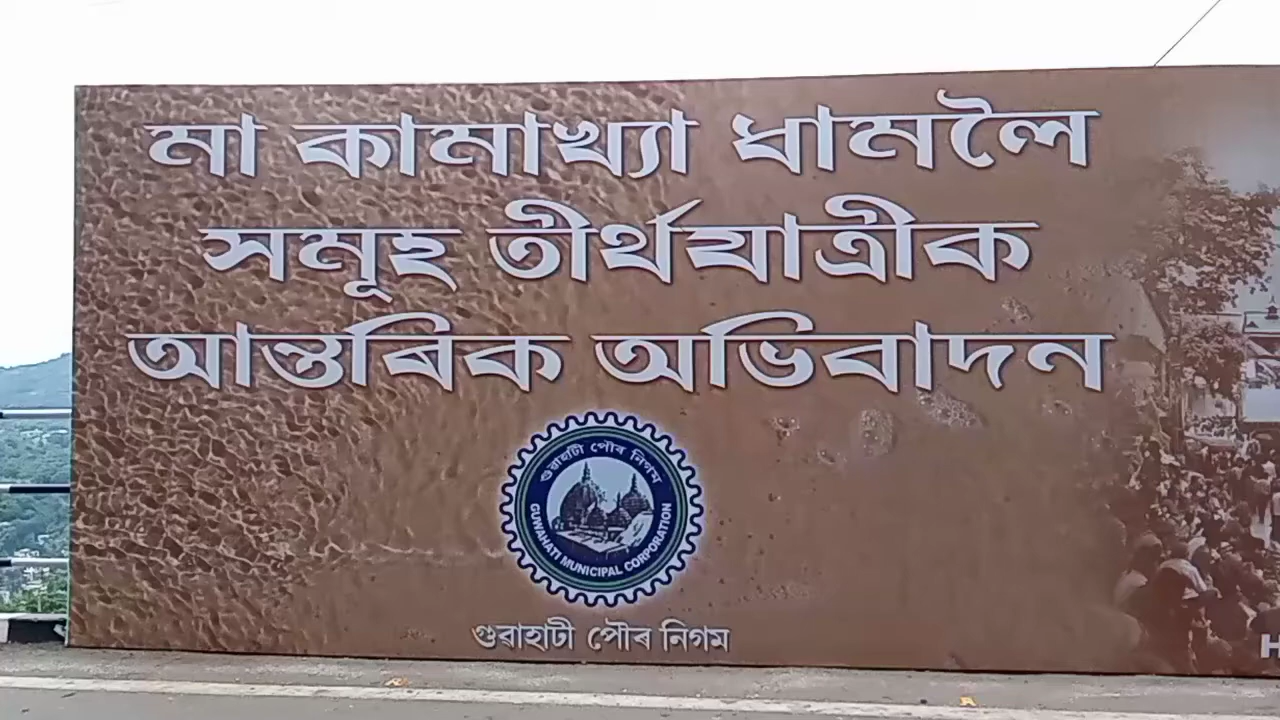 মা কামাখ্যা ধামলৈ
সমূহ তীৰ্থযাত্ৰীক
আন্তৰিক অভিবাদন
গুৱাহাটী পৌৰ নিগম
GUWAHATI MUNICIPAL CORPORATION
গুৱাহাটী পৌৰ নিগম